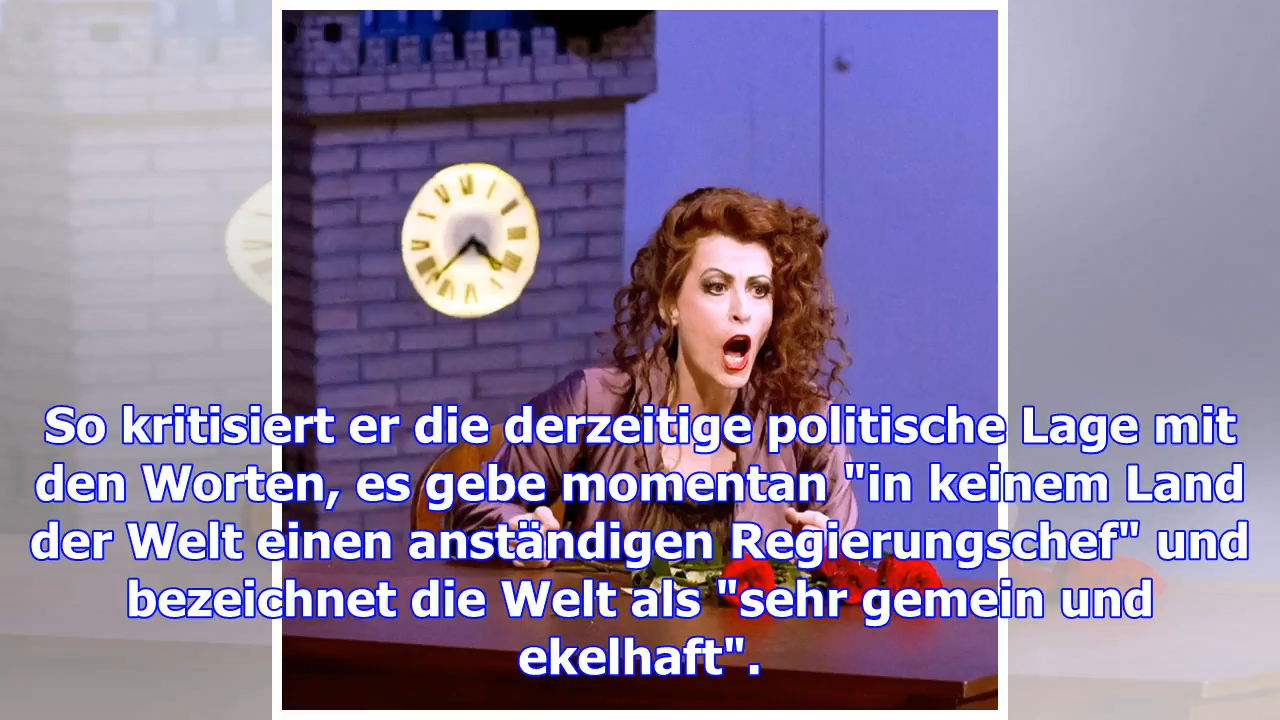 So kritisiert er die derzeitige politische Lage mit
den Worten, es gebe momentan "in keinem Land
der Welt einen anständigen Regierungschef" und
bezeichnet die Welt als "sehr gemein und
ekelhaft".